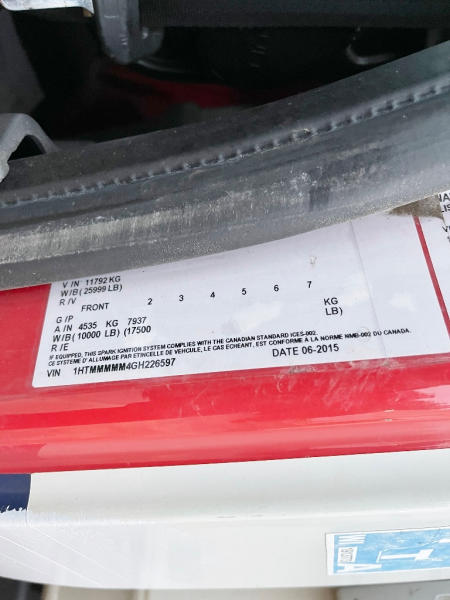 V/N 11792 KG
W/B (25999 LB)
R/V
FRONT 2 3 4 5 6 7
G/P
A/N 4535 KG 7937 KG
W/B (10000 LB) (17500 LB)
R/E
IF EQUIPPED, THIS SPARK IGNITION SYSTEM COMPLIES WITH THE CANADIAN STANDARD ICES-002.
CE SYSTEME D'ALLUMAGE PAR ETINCELLE DE VEHICULE, LE CAS ECHEANT, EST CONFORME A LA NORME NMB-002 DU CANADA.
DATE 06-2015
VIN 1HTMMMMM4GH226597